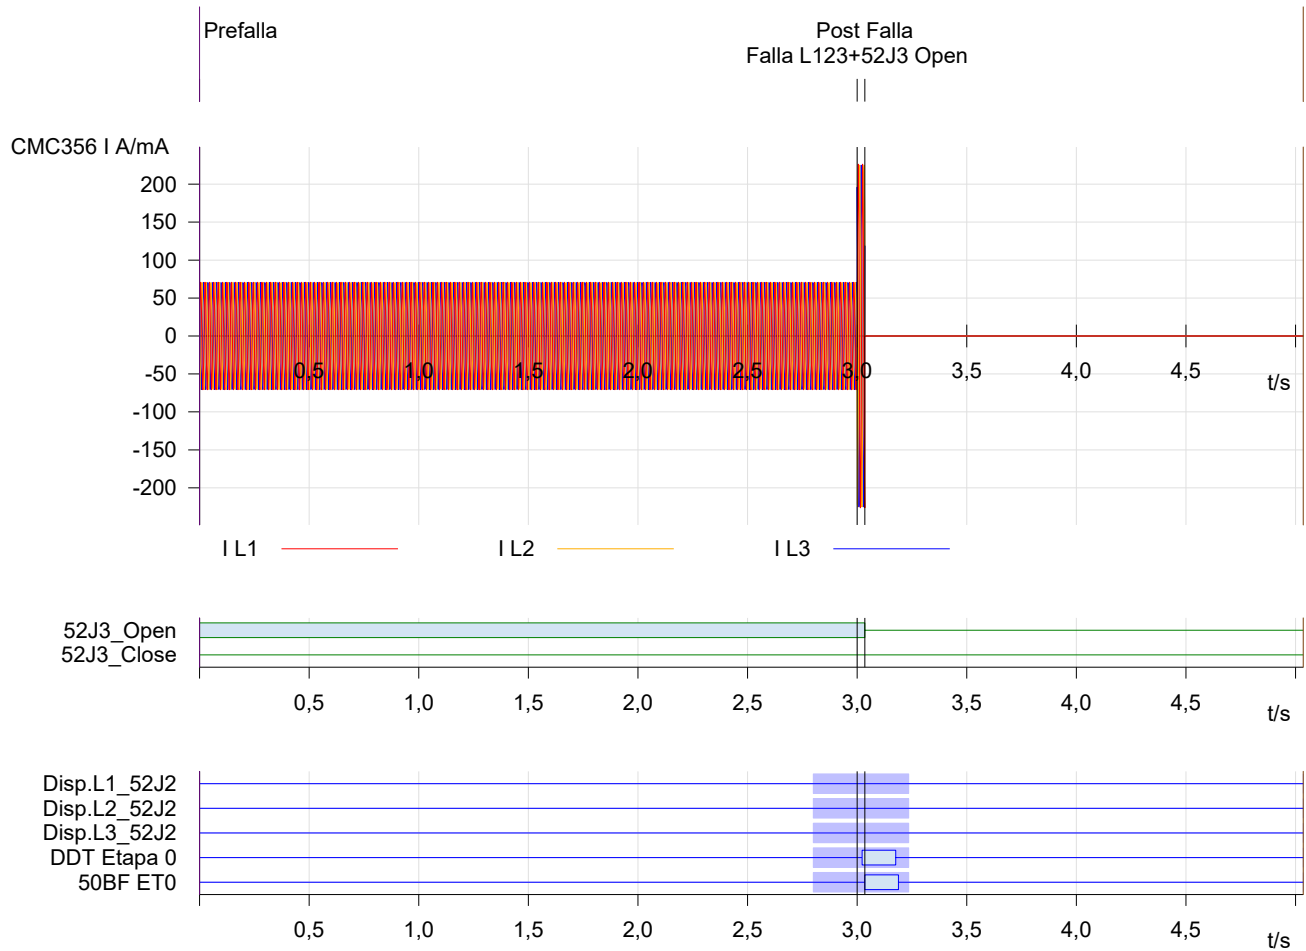 Prefalla
Post Falla
Falla L123+52J3 Open
CMC356 I A/mA
200
150
100
50
0
-50
-100
-150
-200
0,5 1,0 1,5 2,0 2,5 3,0 3,5 4,0 4,5 t/s
I L1 I L2 I L3
52J3_Open
52J3_Close
0,5 1,0 1,5 2,0 2,5 3,0 3,5 4,0 4,5 t/s
Disp.L1_52J2
Disp.L2_52J2
Disp.L3_52J2
DDT Etapa 0
50BF ET0
0,5 1,0 1,5 2,0 2,5 3,0 3,5 4,0 4,5 t/s